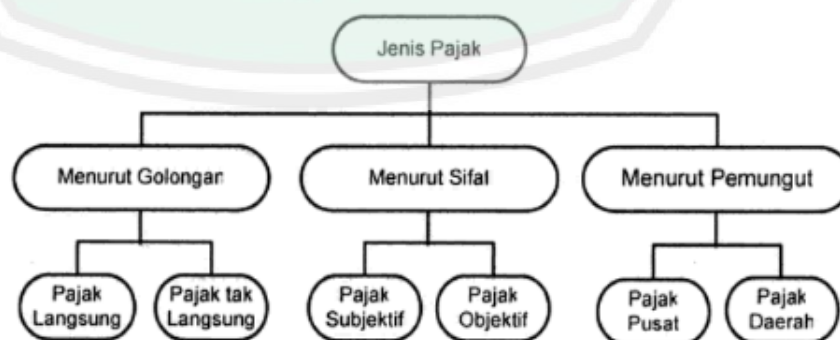 Jenis Pajak
Menurut Golongan
Menurut Sifat
Menurut Pemungut
Pajak
Langsung
Pajak tak
Langsung
Pajak
Subjektif
Pajak
Objektif
Pajak
Pusat
Pajak
Daerah